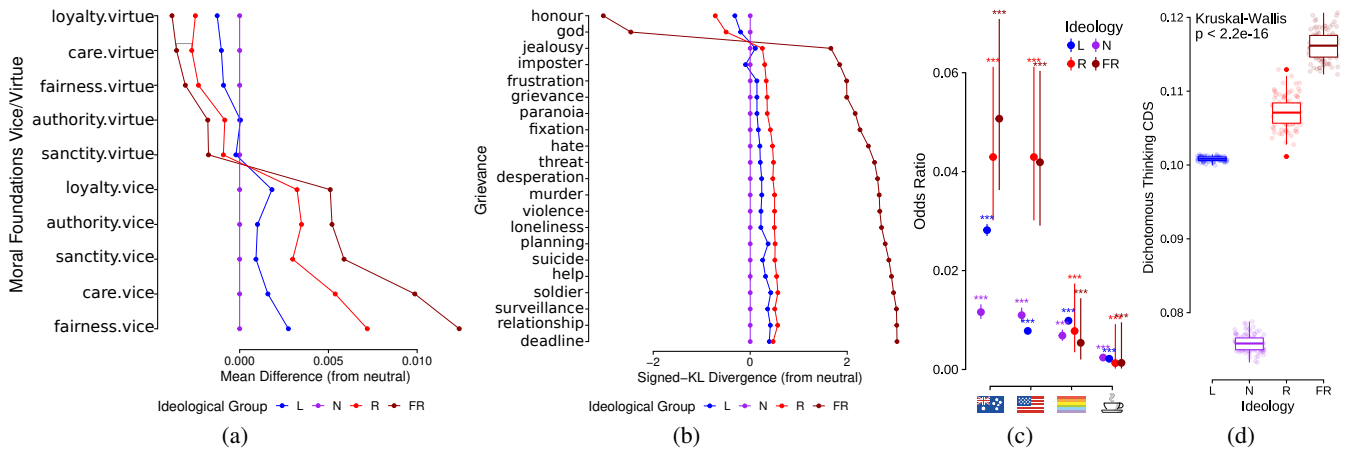 Moral Foundations Vice/Virtue
loyalty.virtue
care.virtue
fairness.virtue
authority.virtue
sanctity.virtue
loyalty.vice
authority.vice
sanctity.vice
care.vice
fairness.vice
0.000 0.005 0.010
Mean Difference (from neutral)
Ideological Group L N R FR
(a)
Grievance
honour
god
jealousy
imposter
frustration
grievance
paranoia
fixation
hate
threat
desperation
murder
violence
loneliness
planning
suicide
help
soldier
surveillance
relationship
deadline
-2 0 2
Signed-KL Divergence (from neutral)
Ideological Group L N R FR
(b)
Ideology
L N
R FR
Odds Ratio
0.06
0.04
0.02
0.00
*** *** *** ***
*** *** *** ***
*** *** *** ***
*** *** *** ***
(c)
Kruskal-Wallis
p < 2.2e-16
Dichotomous Thinking CDS
0.12
0.11
0.10
0.09
0.08
L N R FR
Ideology
(d)